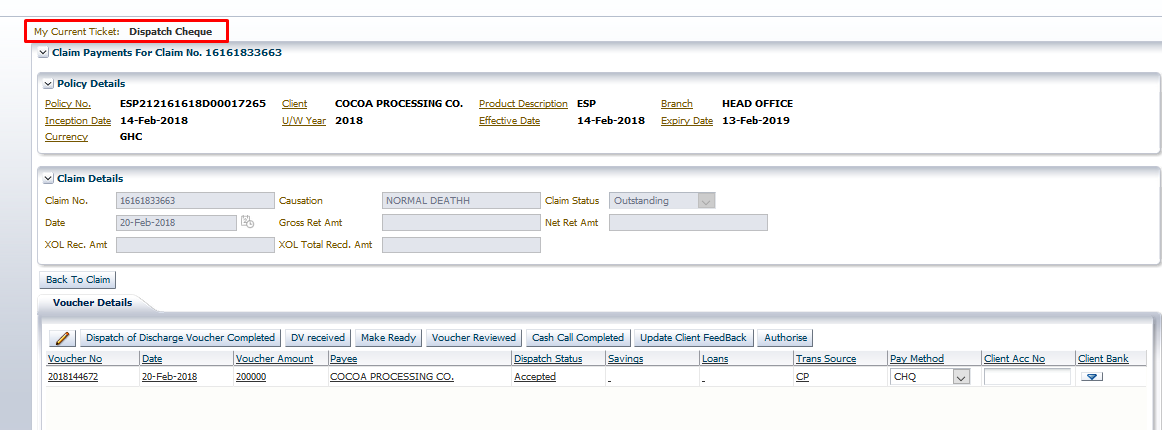 My Current Ticket: Dispatch Cheque
Claim Payments For Claim No. 16161833663
Policy Details
Policy No. ESP212161618D00017265 Client COCOA PROCESSING CO. Product Description ESP Branch HEAD OFFICE
Inception Date 14-Feb-2018 U/W Year 2018 Effective Date 14-Feb-2018 Expiry Date 13-Feb-2019
Currency GHC
Claim Details
Claim No. 16161833663 Causation NORMAL DEATHH Claim Status Outstanding
Date 20-Feb-2018 Gross Ret Amt Net Ret Amt
XOL Rec. Amt XOL Total Recd. Amt
Back To Claim
Voucher Details
Dispatch of Discharge Voucher Completed DV received Make Ready Voucher Reviewed Cash Call Completed Update Client FeedBack Authorise
Voucher No Date Voucher Amount Payee Dispatch Status Savings Loans Trans Source Pay Method Client Acc No Client Bank
2018144672 20-Feb-2018 200000 COCOA PROCESSING CO. Accepted - - CP CHQ